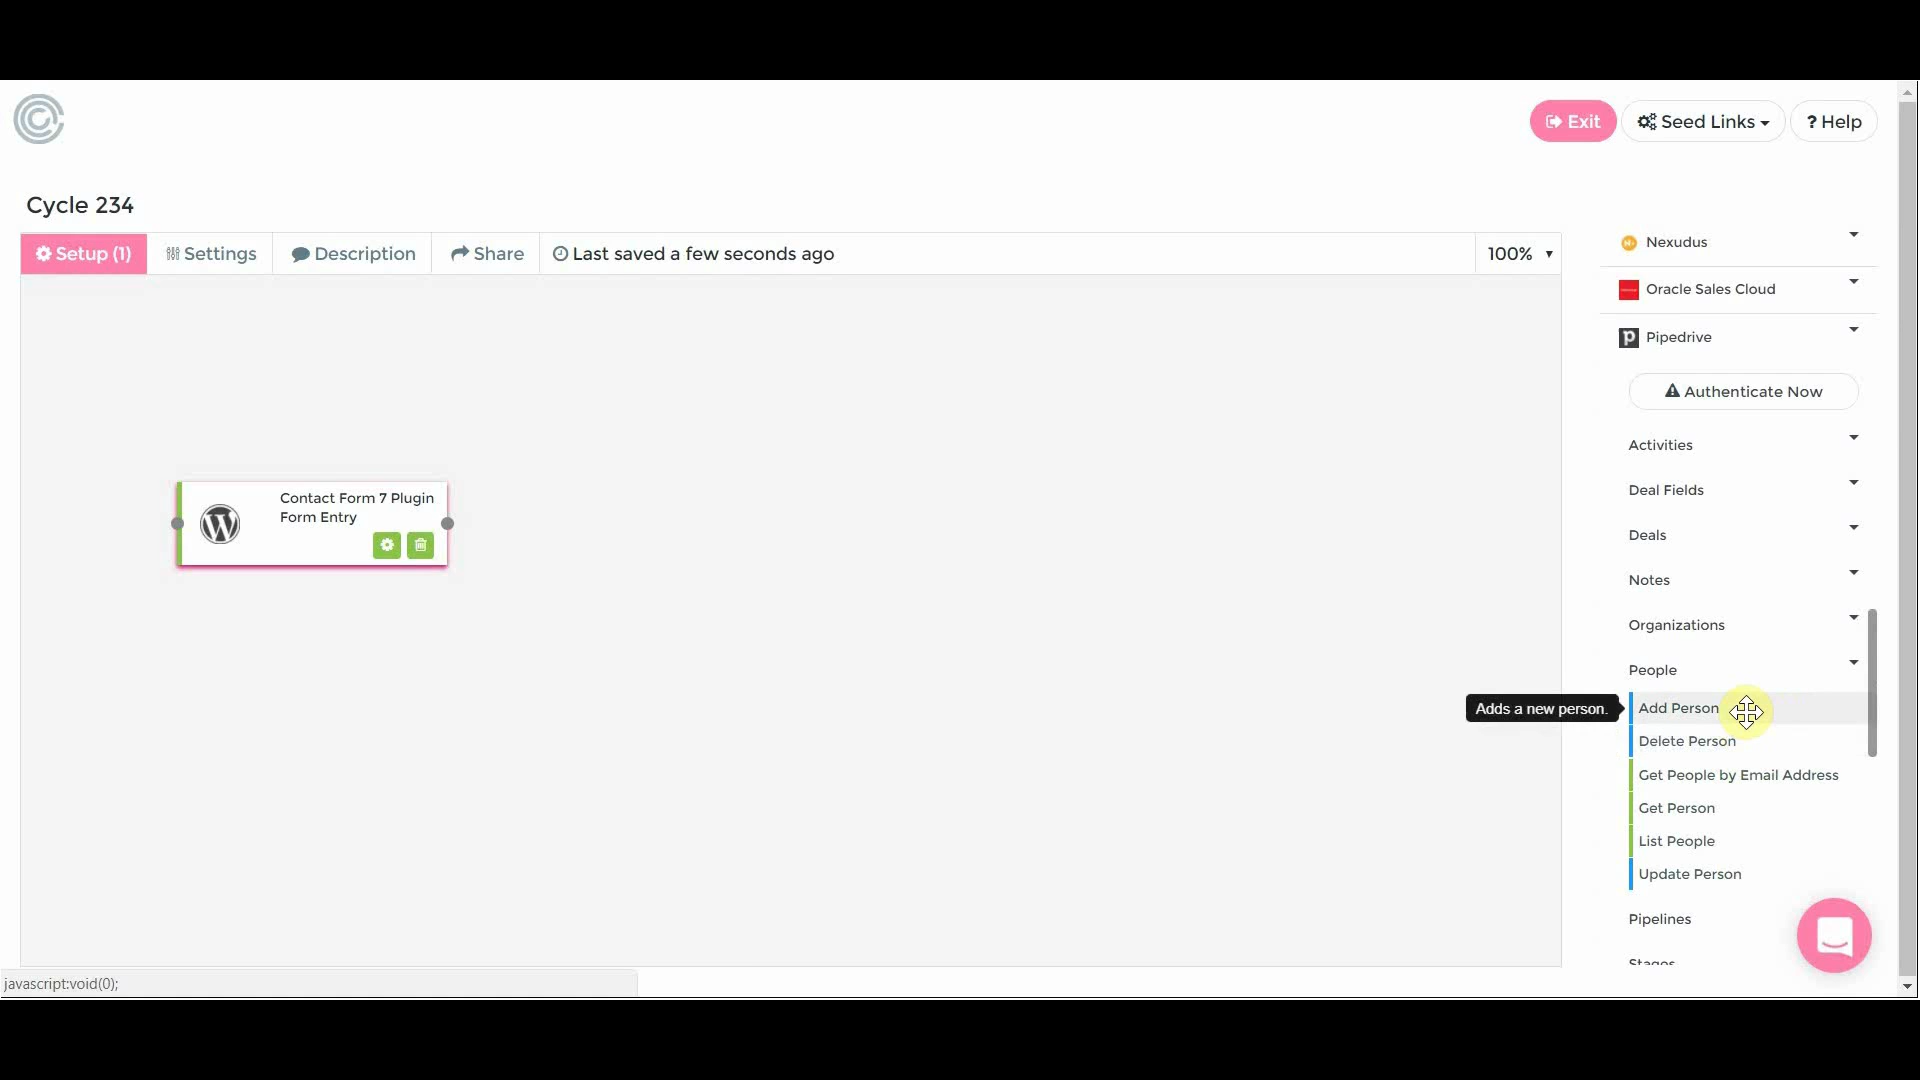 Exit
Seed Links
? Help
Cycle 234
Setup (1)
Settings
Description
Share
Last saved a few seconds ago
100%
Nexudus
Oracle Sales Cloud
Pipedrive
Authenticate Now
Activities
Deal Fields
Deals
Notes
Organizations
People
Contact Form 7 Plugin
Form Entry
Adds a new person.
Add Person
Delete Person
Get People by Email Address
Get Person
List People
Update Person
Pipelines
Stages
javascript:void(0);